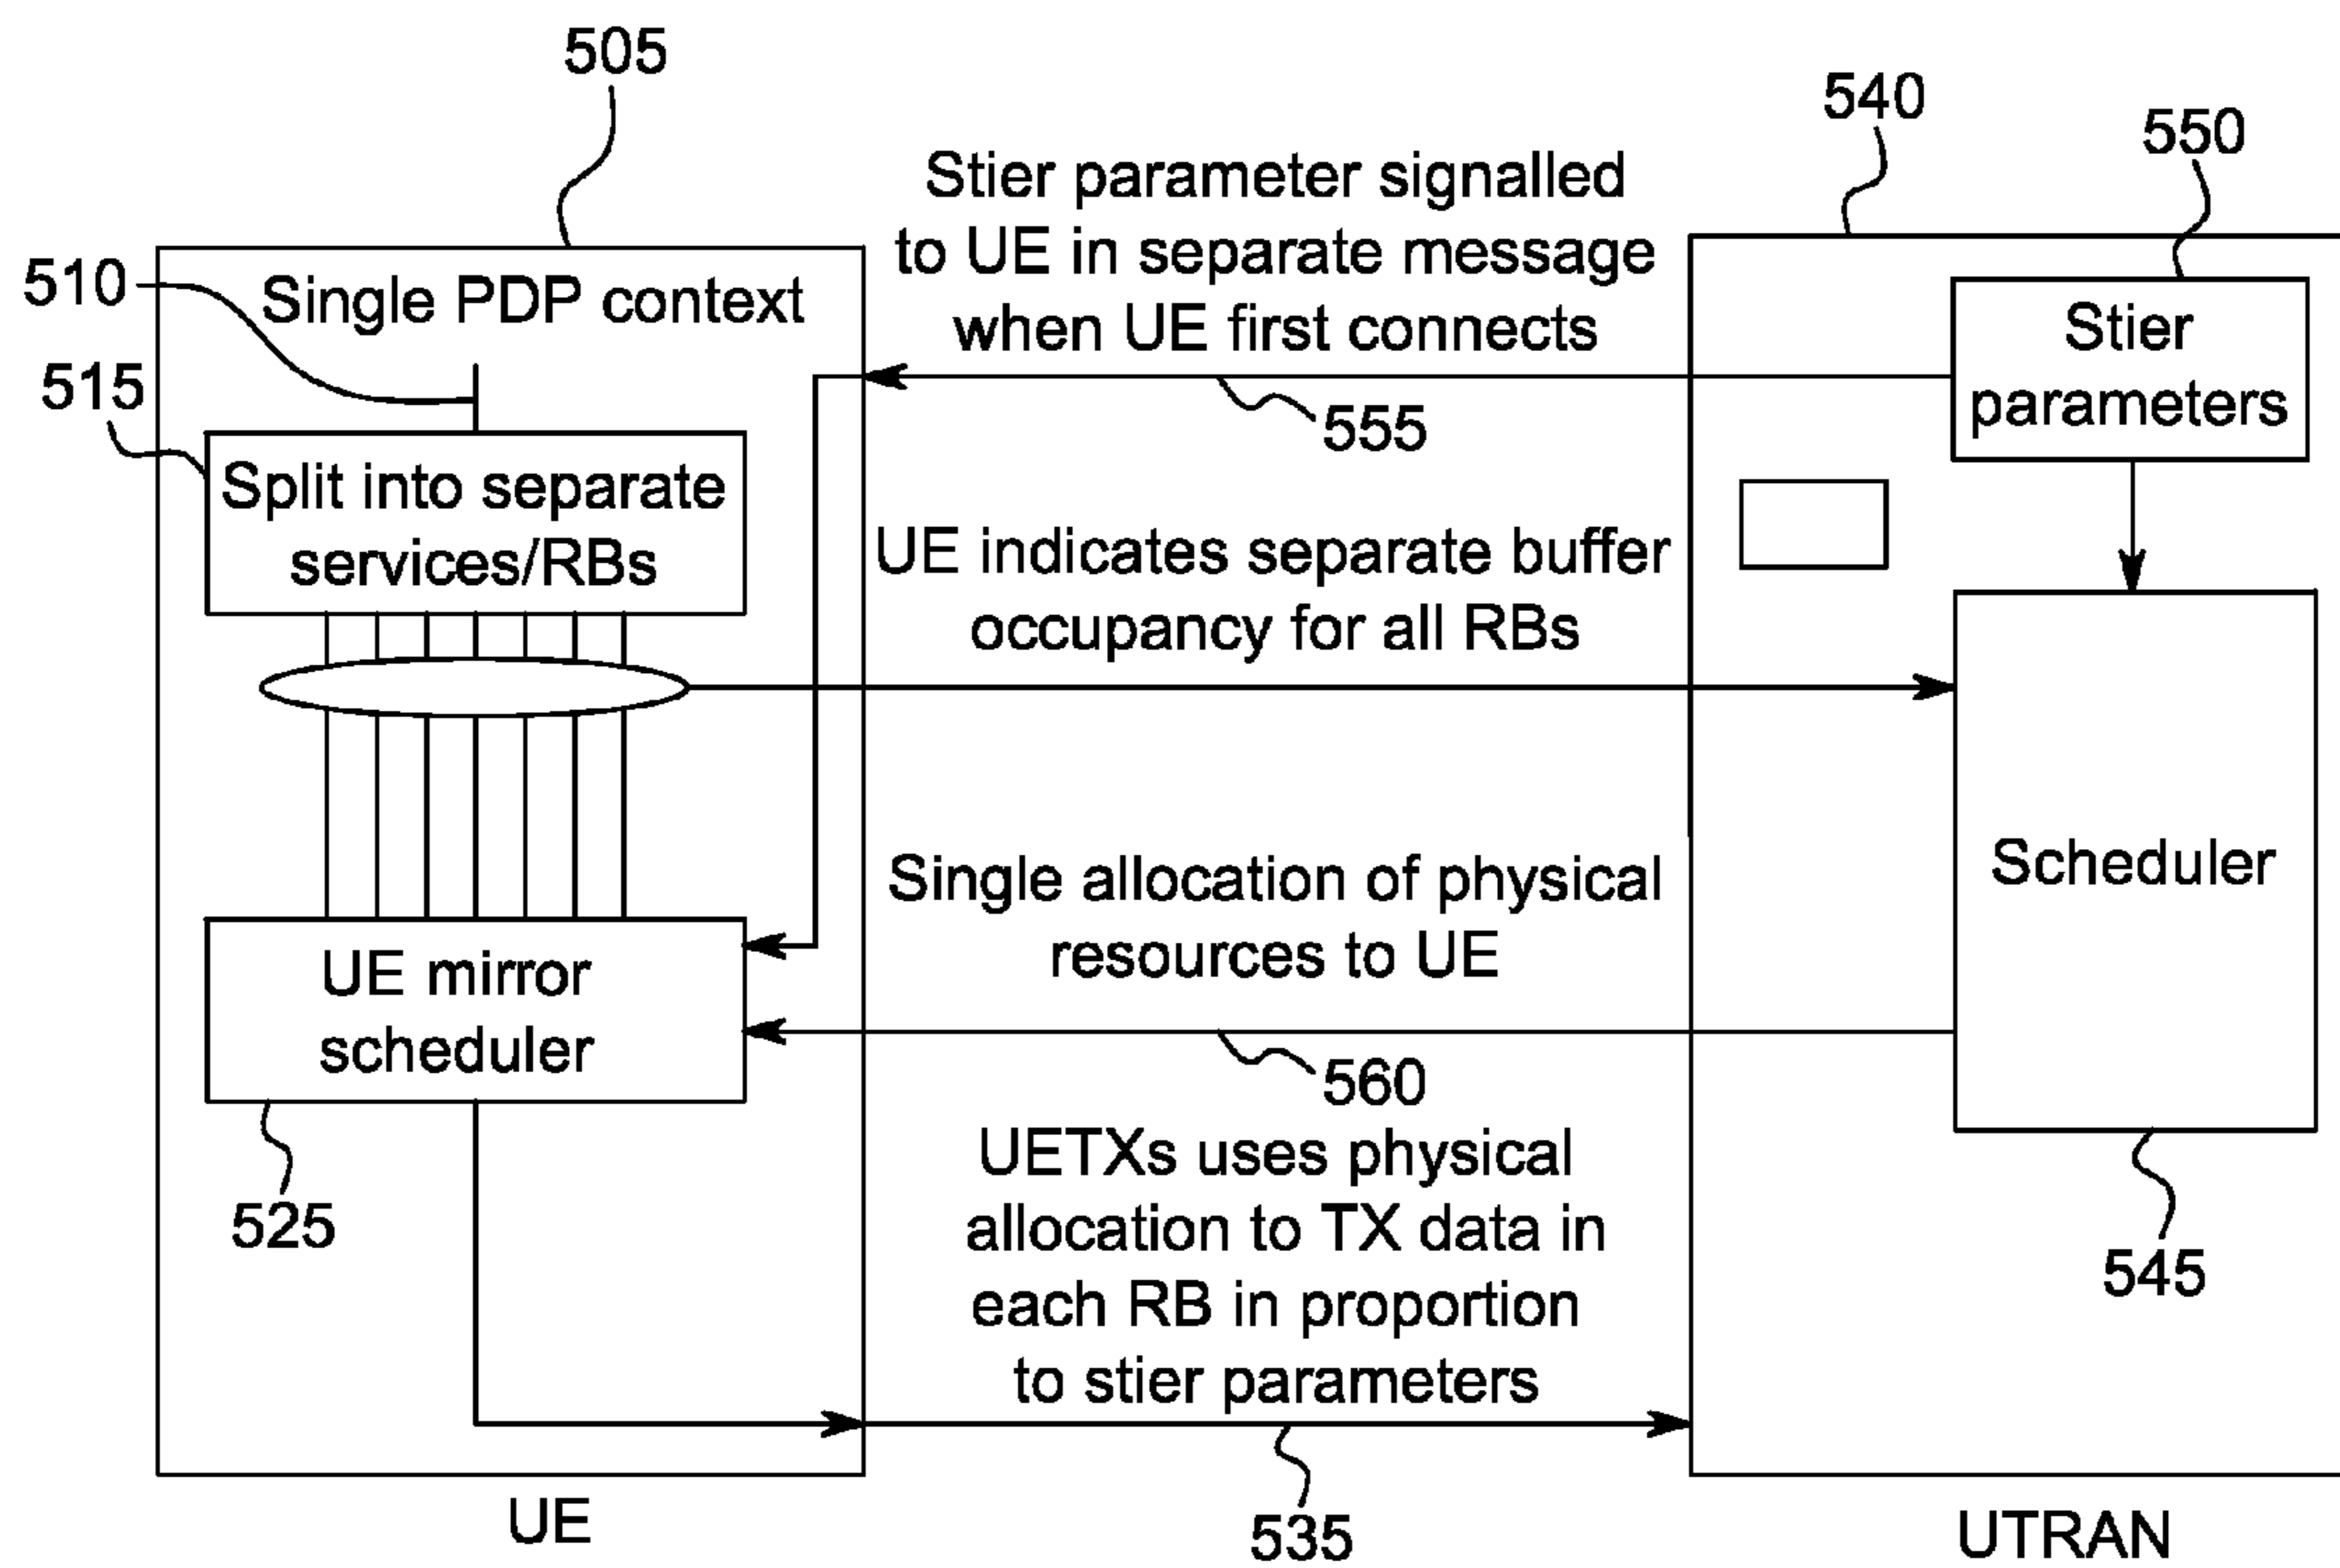 505
540
550
Stier parameter signalled
to UE in separate message
when UE first connects
510
Single PDP context
Stier
parameters
515
555
Split into separate
services/RBs
UE indicates separate buffer
occupancy for all RBs
Scheduler
Single allocation of physical
resources to UE
UE mirror
scheduler
560
UETXs uses physical
allocation to TX data in
each RB in proportion
to stier parameters
525
545
535
UE
UTRAN